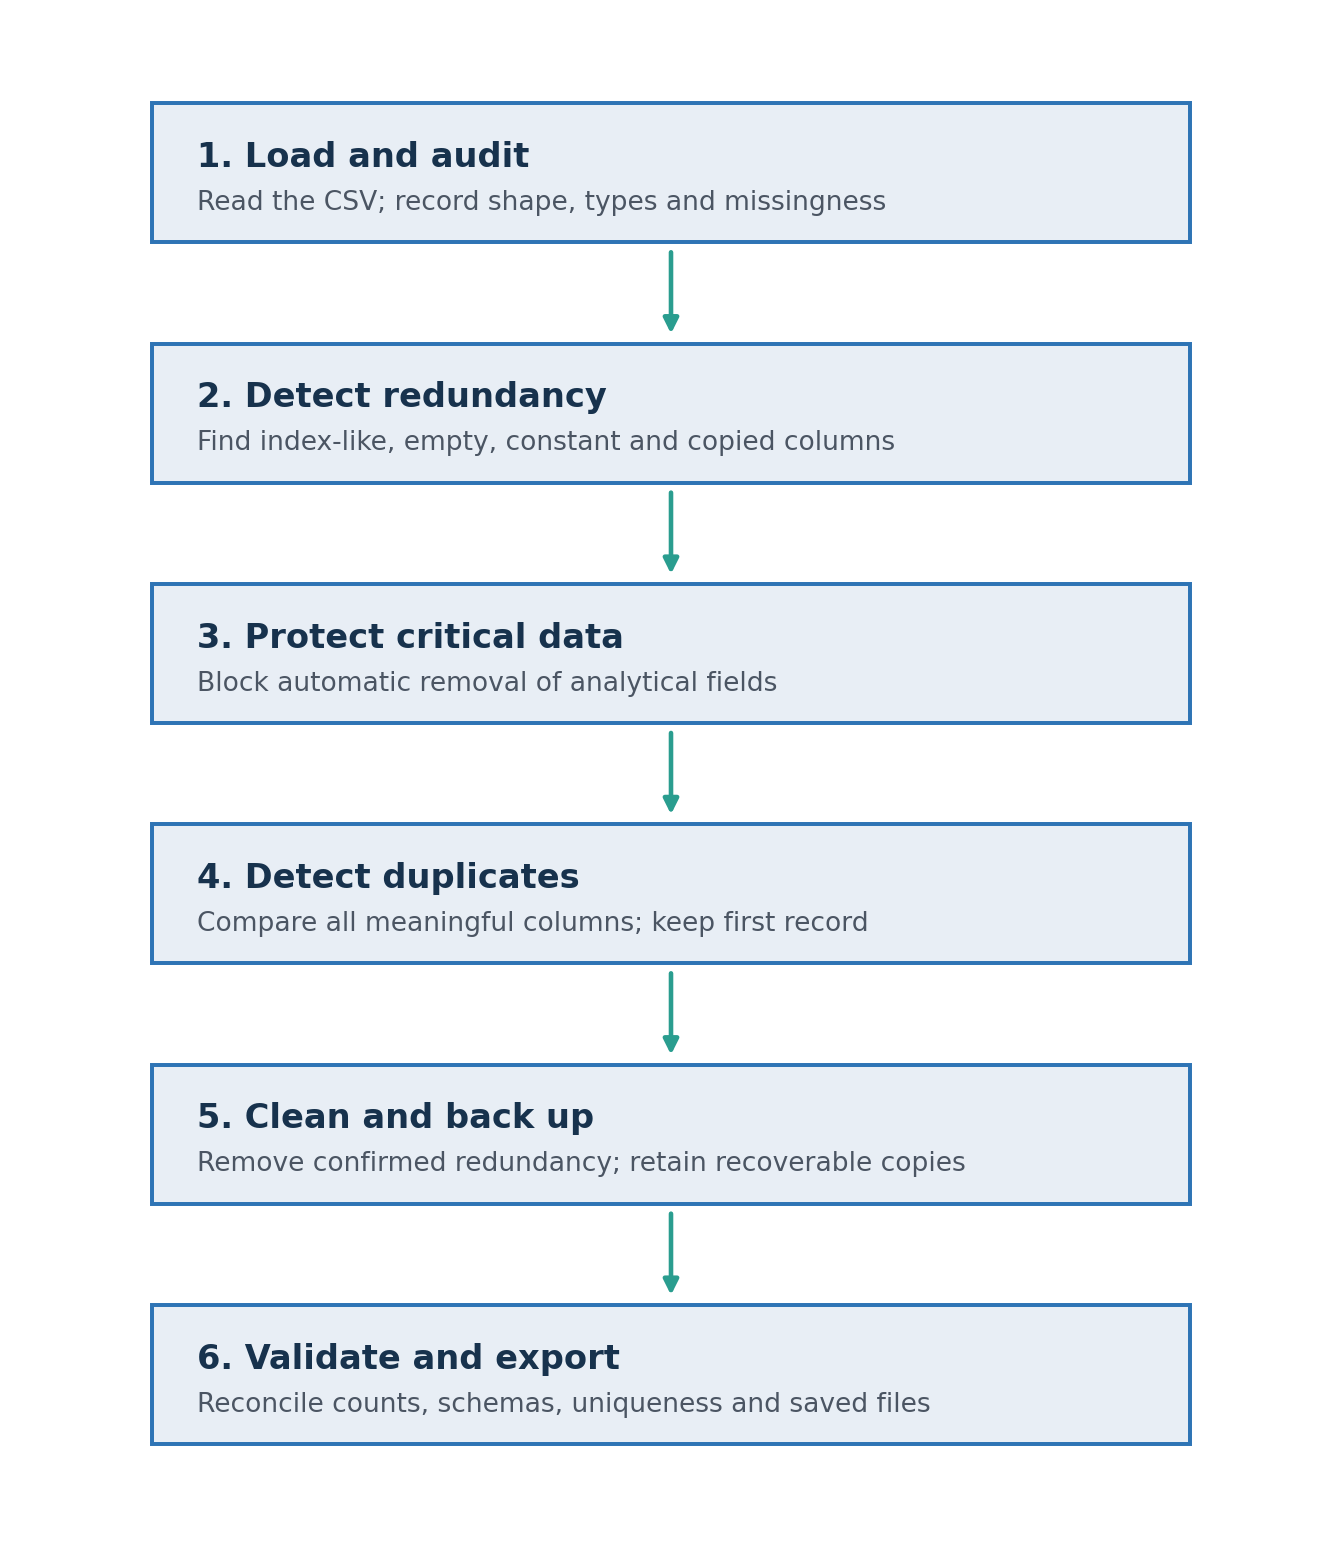 1. Load and audit
Read the CSV; record shape, types and missingness
2. Detect redundancy
Find index-like, empty, constant and copied columns
3. Protect critical data
Block automatic removal of analytical fields
4. Detect duplicates
Compare all meaningful columns; keep first record
5. Clean and back up
Remove confirmed redundancy; retain recoverable copies
6. Validate and export
Reconcile counts, schemas, uniqueness and saved files